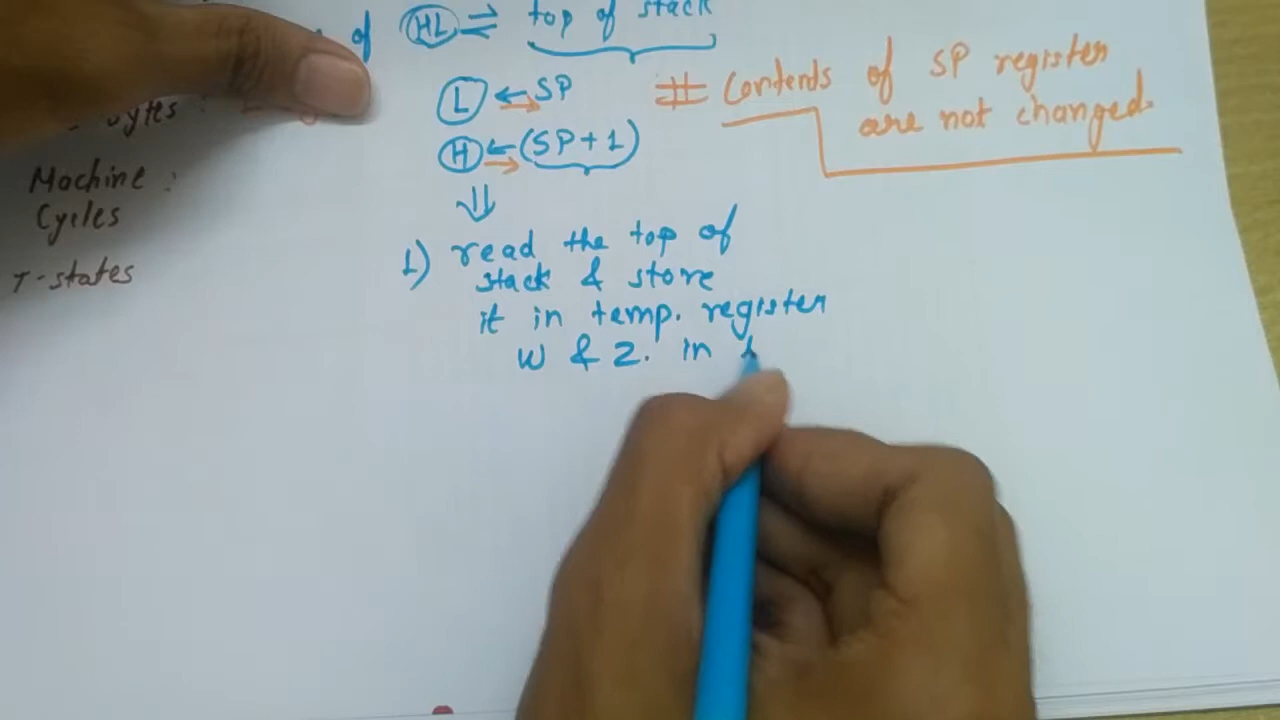 of HL ⇌ top of stack
L ← SP
H ← (SP+1)
# Contents of SP register
are not changed.
bytes :
Machine :
Cycles
T-states
⇓
1) read the top of
stack & store
it in temp. register
W & Z. in